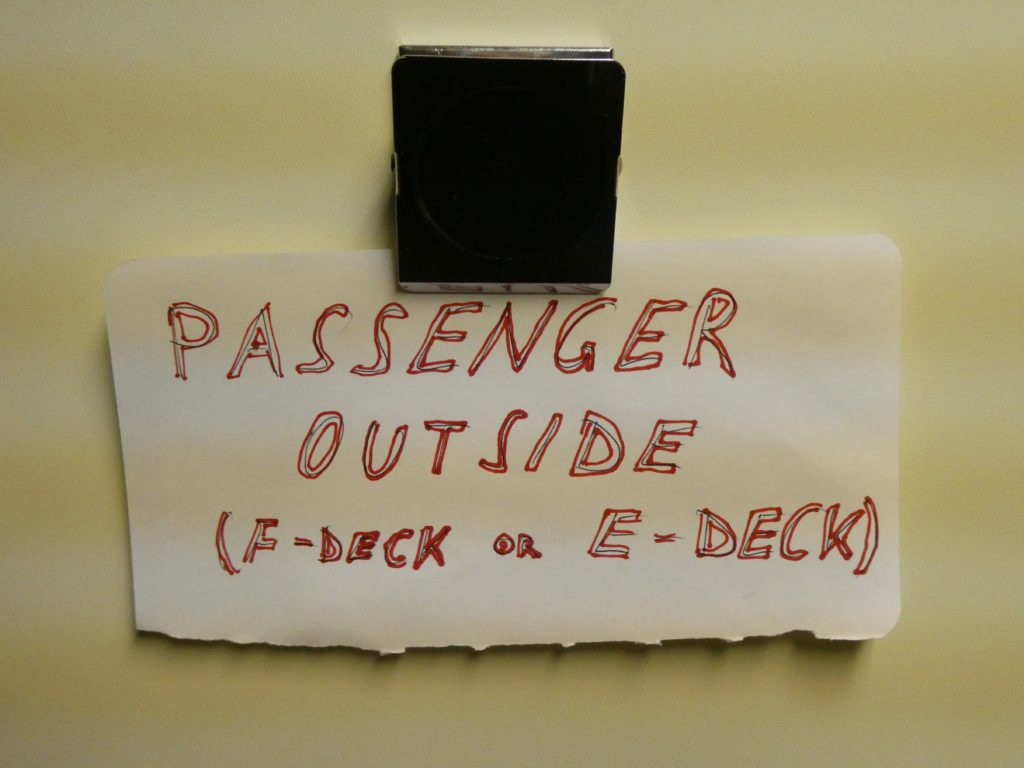 PASSENGER
OUTSIDE
(F-DECK OR E-DECK)